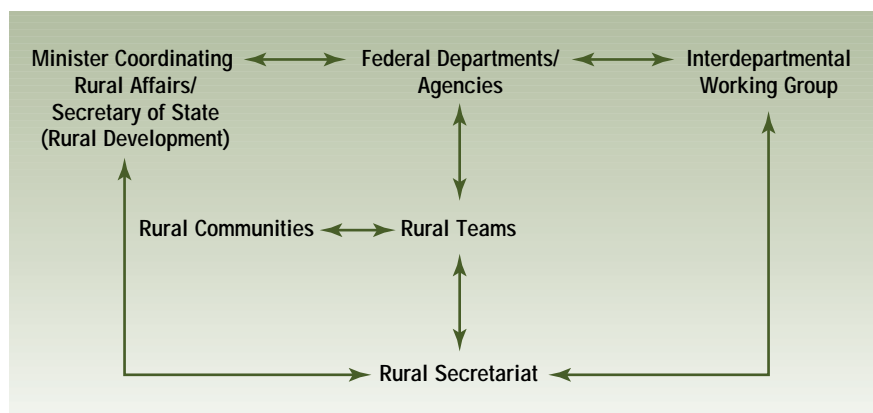 Minister Coordinating
Rural Affairs/
Secretary of State
(Rural Development)
Federal Departments/
Agencies
Interdepartmental
Working Group
Rural Communities
Rural Teams
Rural Secretariat